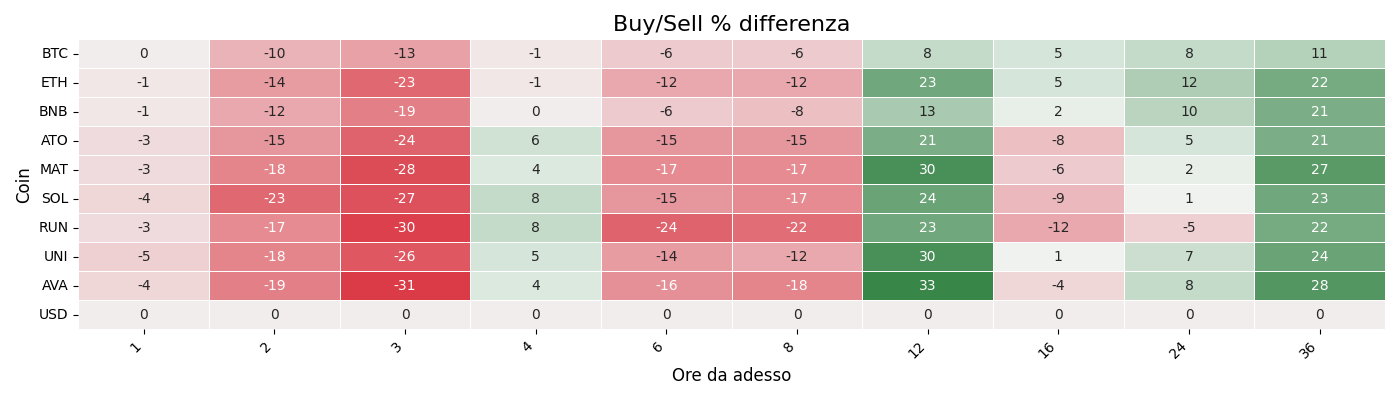 Buy/Sell % differenza
Coin
BTC 0 -10 -13 -1 -6 -6 8 5 8 11
ETH -1 -14 -23 -1 -12 -12 23 5 12 22
BNB -1 -12 -19 0 -6 -8 13 2 10 21
ATO -3 -15 -24 6 -15 -15 21 -8 5 21
MAT -3 -18 -28 4 -17 -17 30 -6 2 27
SOL -4 -23 -27 8 -15 -17 24 -9 1 23
RUN -3 -17 -30 8 -24 -22 23 -12 -5 22
UNI -5 -18 -26 5 -14 -12 30 1 7 24
AVA -4 -19 -31 4 -16 -18 33 -4 8 28
USD 0 0 0 0 0 0 0 0 0 0
1 2 3 4 6 8 12 16 24 36
Ore da adesso